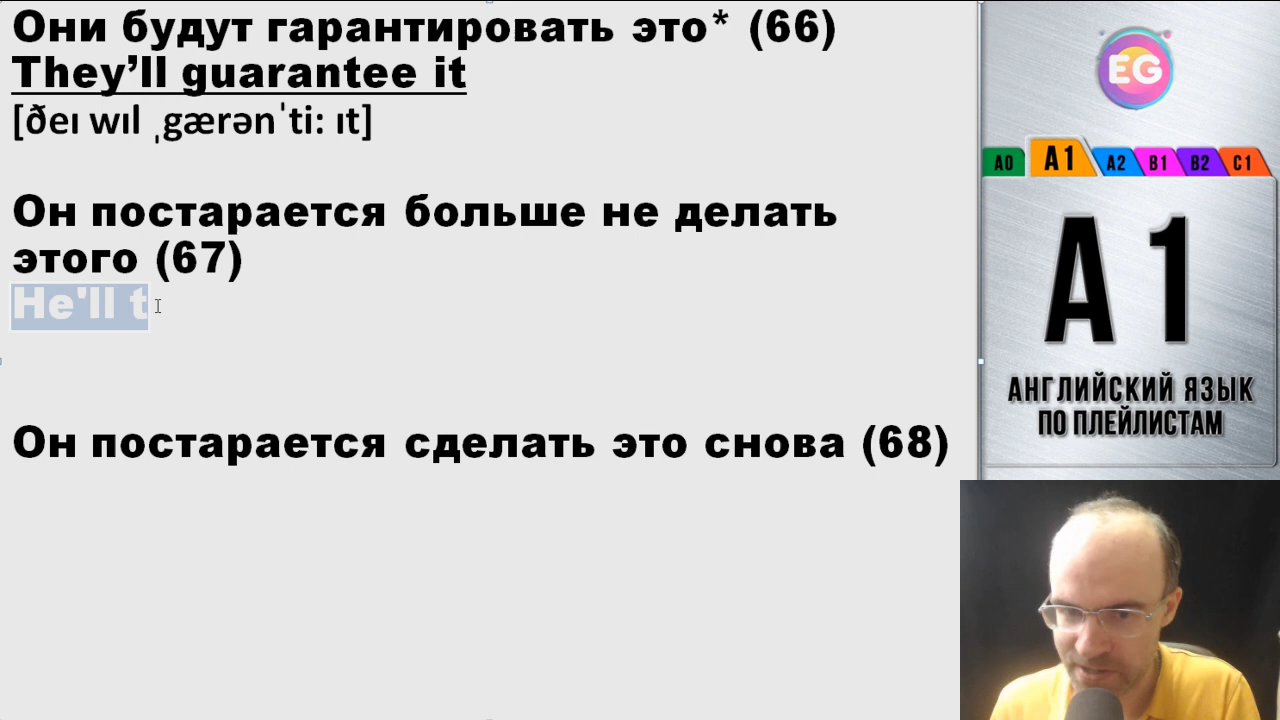 Они будут гарантировать это* (66)
They’ll guarantee it
[ðeɪ wɪl ˌɡærənˈtiː ɪt]
Он постарается больше не делать
этого (67)
He'll t
Он постарается сделать это снова (68)
EG
A0 A1 A2 B1 B2 C1
A1
АНГЛИЙСКИЙ ЯЗЫК
ПО ПЛЕЙЛИСТАМ